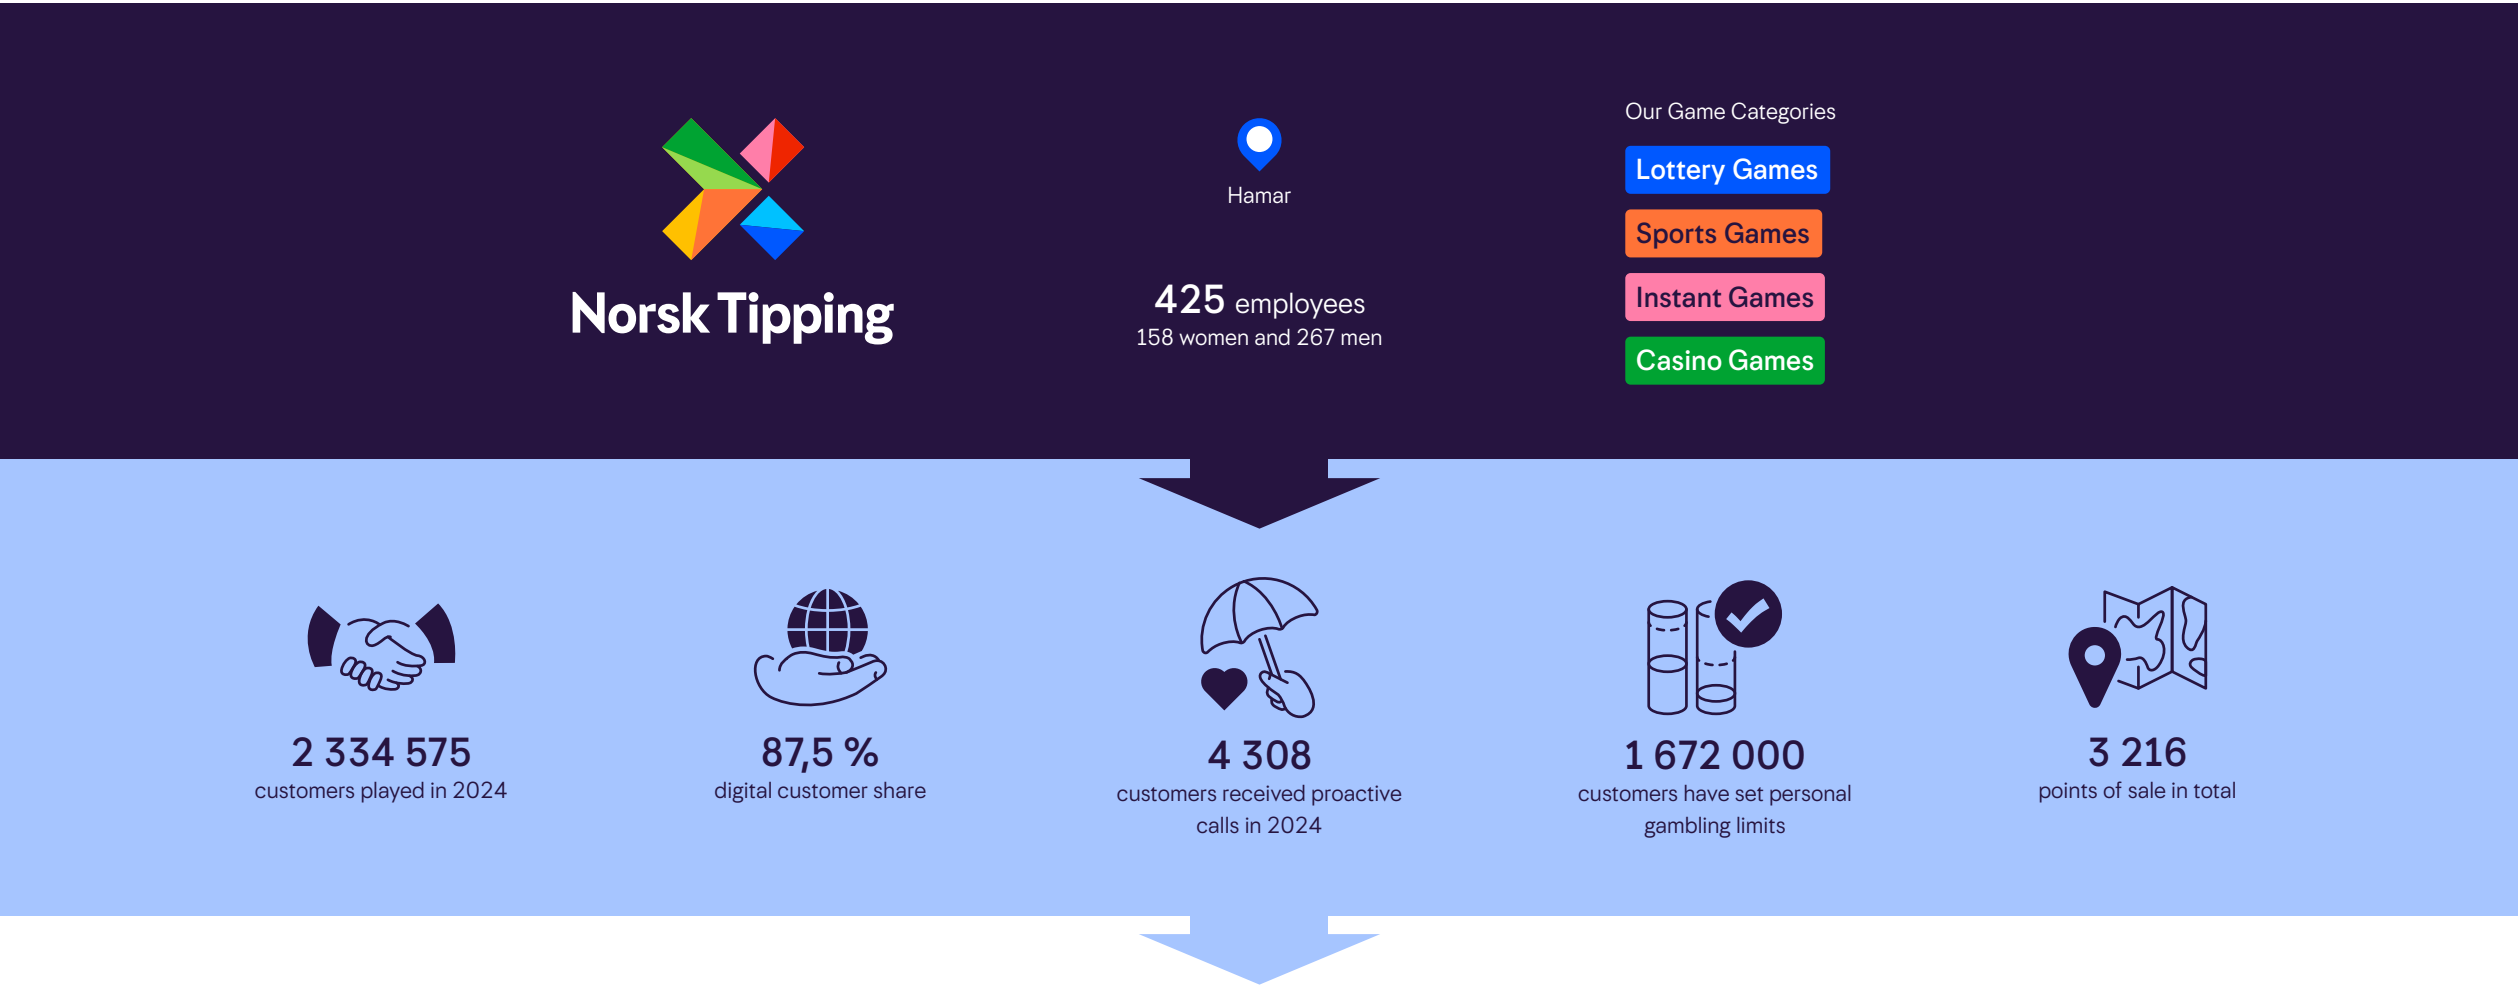 Norsk Tipping
Hamar
425 employees
158 women and 267 men
Our Game Categories
Lottery Games
Sports Games
Instant Games
Casino Games
2 334 575
customers played in 2024
87,5 %
digital customer share
4 308
customers received proactive
calls in 2024
1 672 000
customers have set personal
gambling limits
3 216
points of sale in total